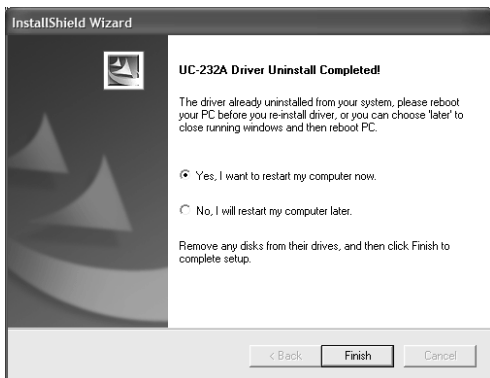 InstallShield Wizard
UC-232A Driver Uninstall Completed!
The driver already uninstalled from your system, please reboot
your PC before you re-install driver, or you can choose 'later' to
close running windows and then reboot PC.
Yes, I want to restart my computer now.
No, I will restart my computer later.
Remove any disks from their drives, and then click Finish to
complete setup.
< Back Finish Cancel